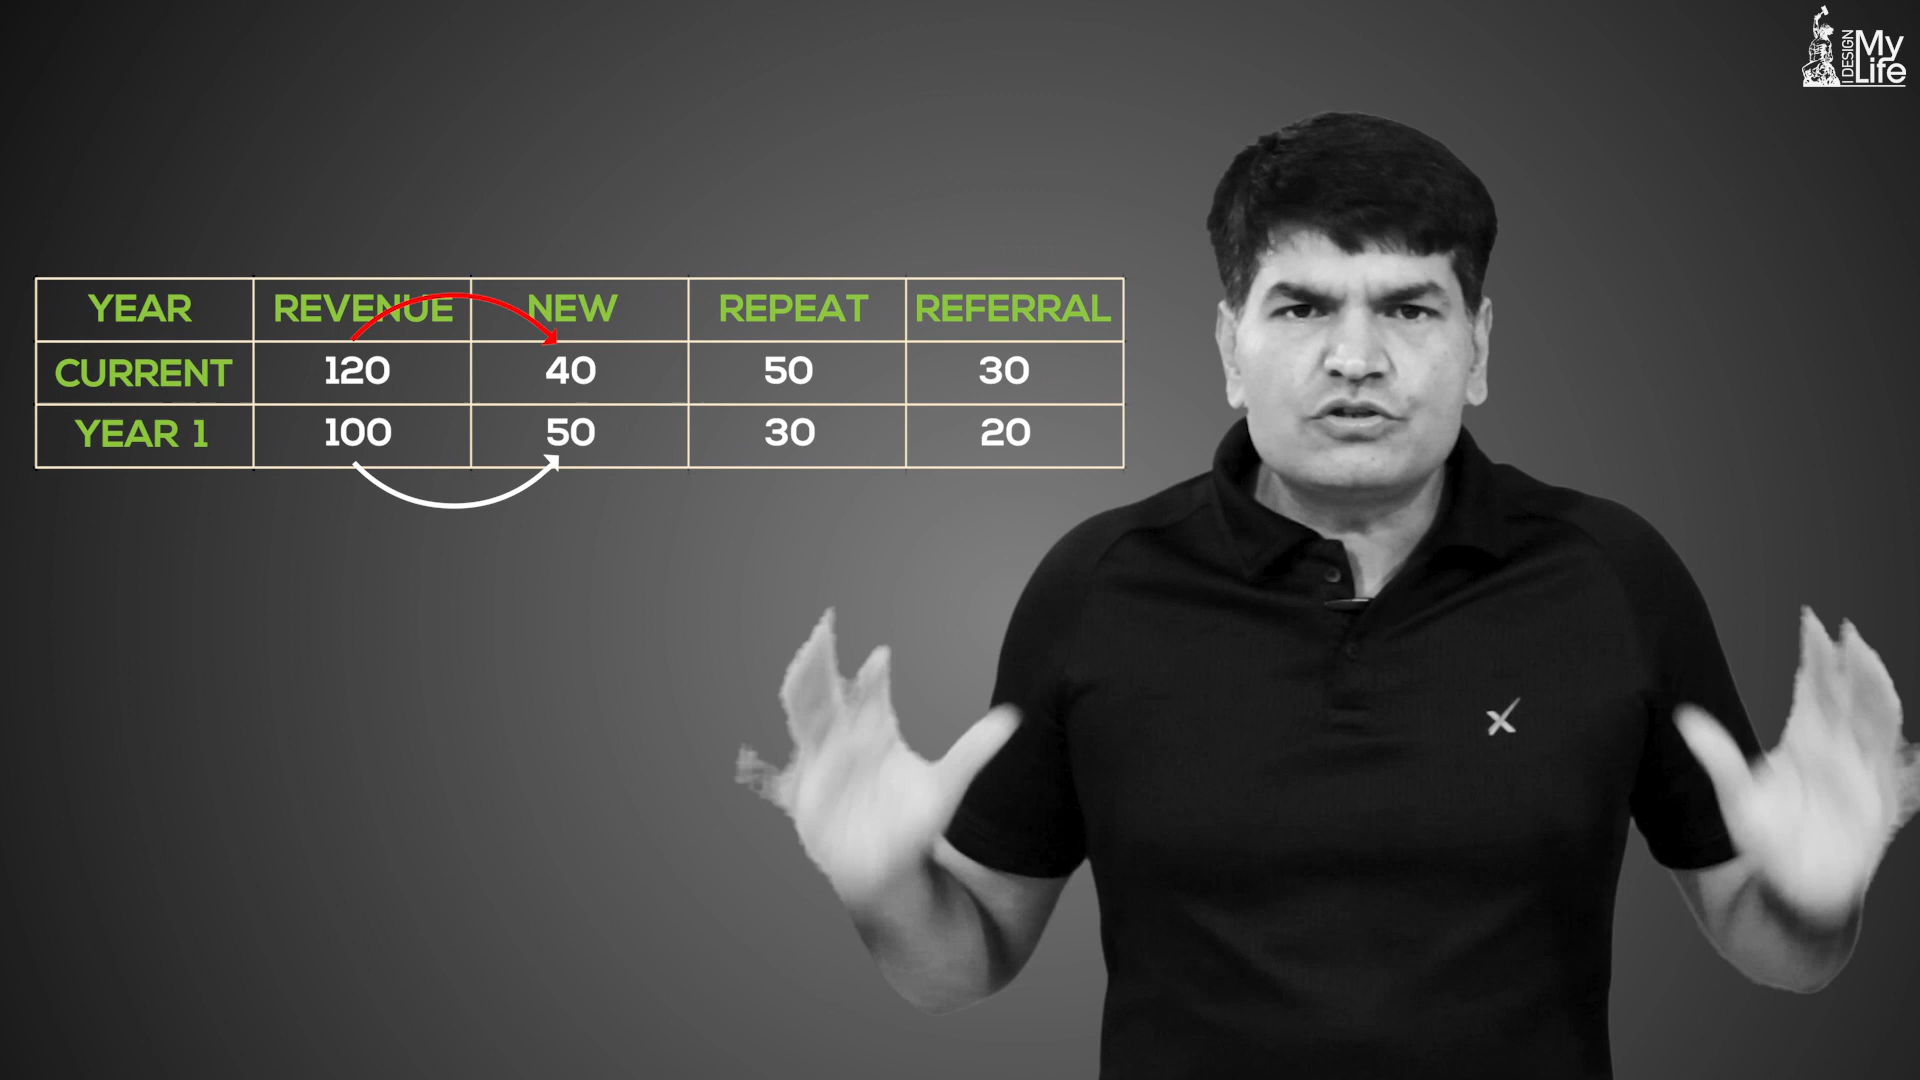 I DESIGN
My
Life
YEAR REVENUE NEW REPEAT REFERRAL
CURRENT 120 40 50 30
YEAR 1 100 50 30 20